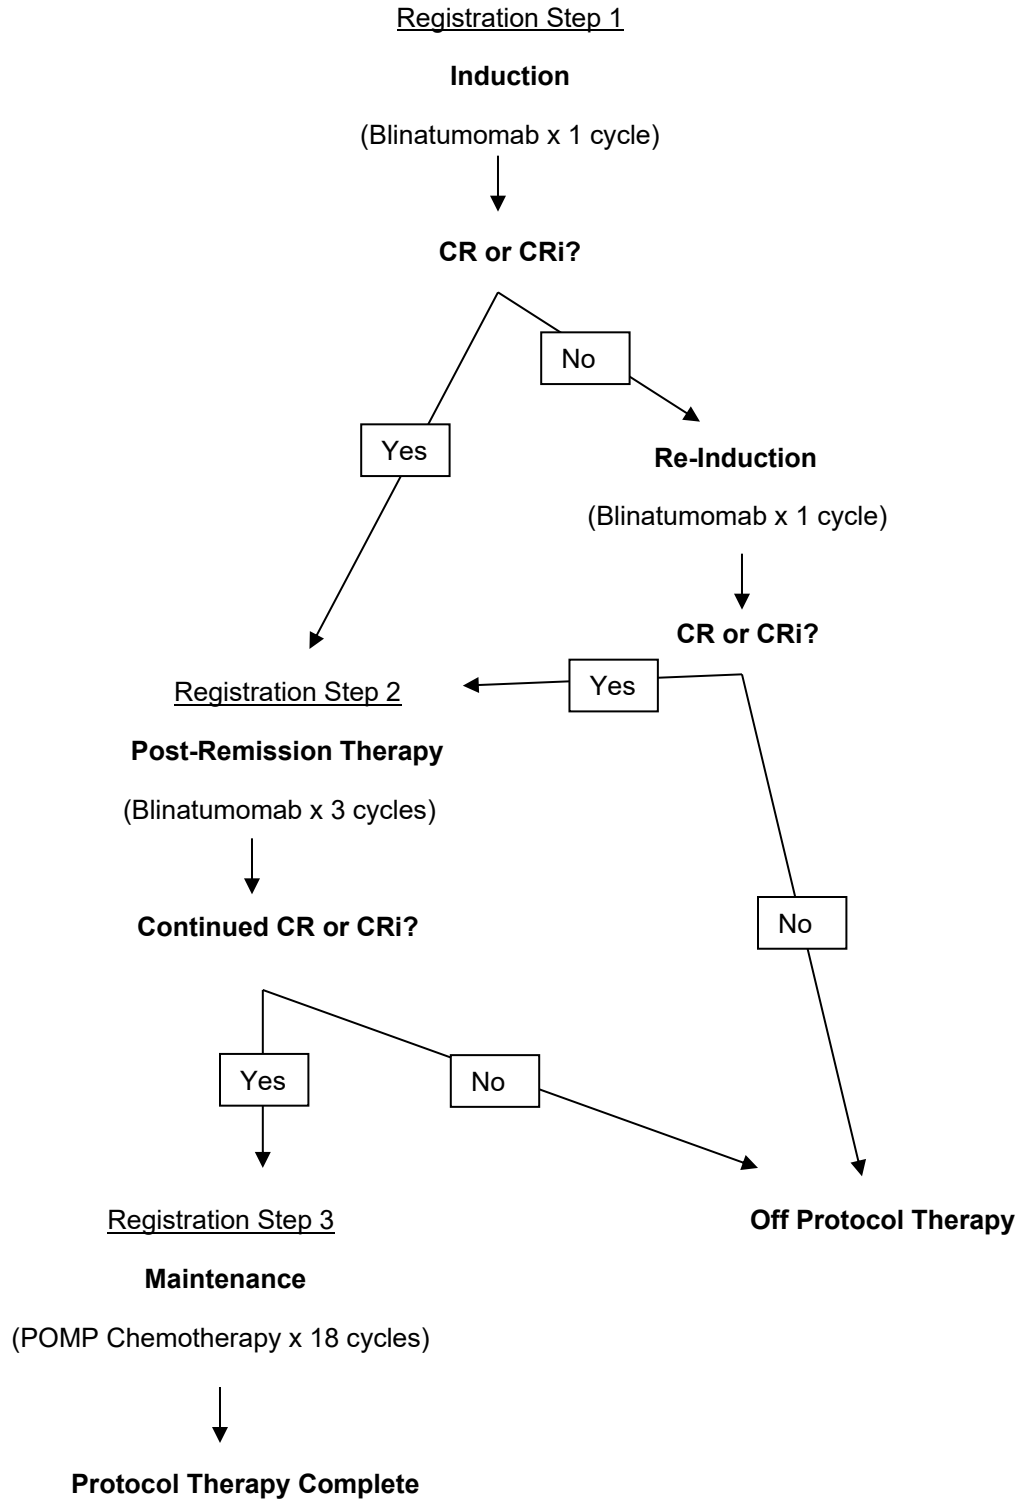 Registration Step 1
Induction
(Blinatumomab x 1 cycle)
CR or CRi?
No
Yes
Re-Induction
(Blinatumomab x 1 cycle)
CR or CRi?
Yes
Registration Step 2
Post-Remission Therapy
(Blinatumomab x 3 cycles)
Continued CR or CRi?
No
Yes
No
Registration Step 3
Off Protocol Therapy
Maintenance
(POMP Chemotherapy x 18 cycles)
Protocol Therapy Complete